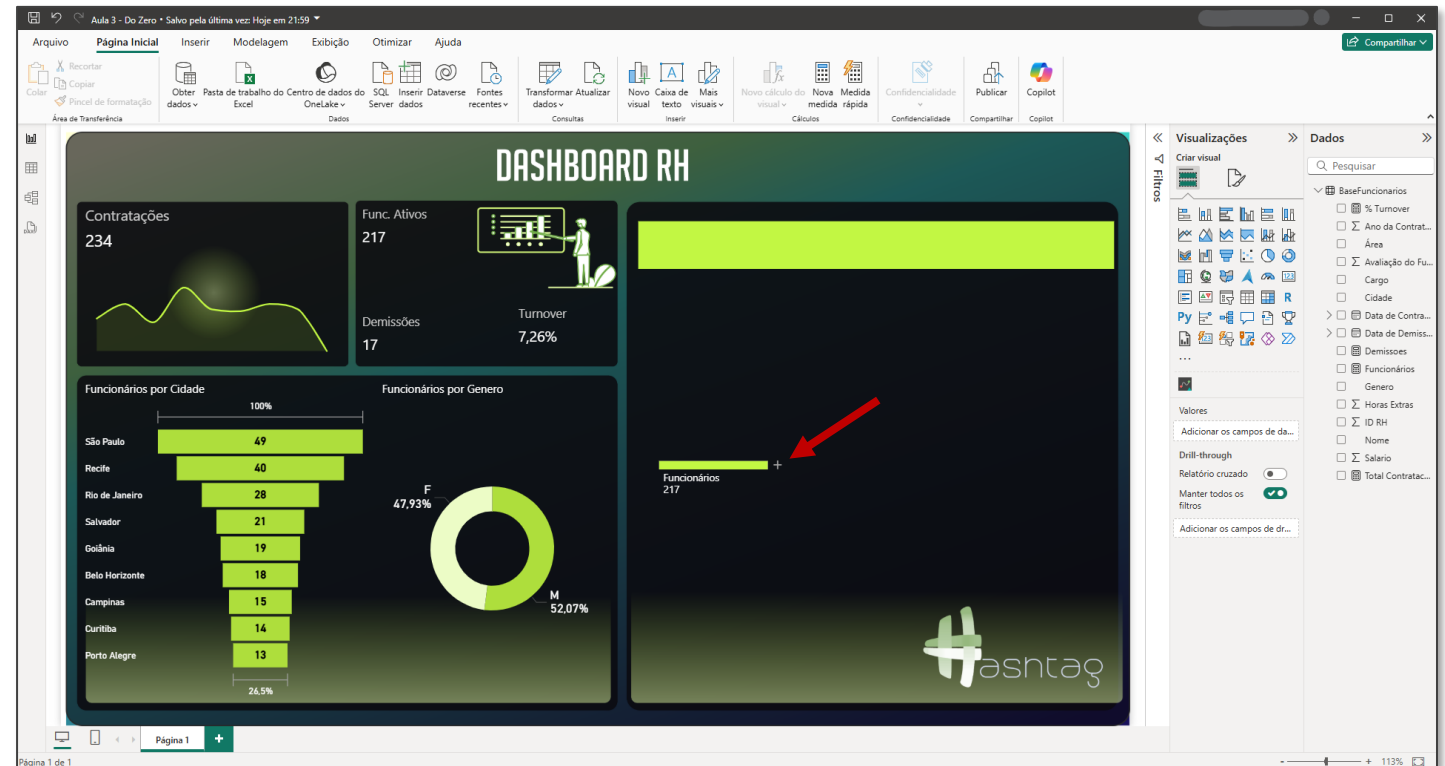 Aula 3 - Do Zero • Salvo pela última vez: Hoje em 21:59
Arquivo Página Inicial Inserir Modelagem Exibição Otimizar Ajuda
Compartilhar
Colar
Recortar
Copiar
Pincel de formatação
Área de Transferência
Obter dados
Pasta de trabalho do Excel
Centro de dados do OneLake
SQL Server
Inserir dados
Dataverse
Fontes recentes
Dados
Transformar dados
Atualizar
Consultas
Novo visual
Caixa de texto
Mais visuais
Inserir
Novo cálculo do visual
Nova medida
Medida rápida
Cálculos
Confidencialidade
Confidencialidade
Publicar
Compartilhar
Copilot
Copilot
DASHBOARD RH
Contratações
234
Func. Ativos
217
Demissões
17
Turnover
7,26%
Funcionários por Cidade
100%
São Paulo 49
Recife 40
Rio de Janeiro 28
Salvador 21
Goiânia 19
Belo Horizonte 18
Campinas 15
Curitiba 14
Porto Alegre 13
26,5%
Funcionários por Genero
F
47,93%
M
52,07%
Funcionários
217
Hashtag
Filtros
Visualizações
Criar visual
123
R
Py
...
Valores
Adicionar os campos de da...
Drill-through
Relatório cruzado
Manter todos os
filtros
Adicionar os campos de dr...
Dados
Pesquisar
BaseFuncionarios
% Turnover
Ano da Contrat...
Área
Avaliação do Fu...
Cargo
Cidade
Data de Contra...
Data de Demiss...
Demissoes
Funcionários
Genero
Horas Extras
ID RH
Nome
Salario
Total Contratac...
Página 1
Página 1 de 1
113%